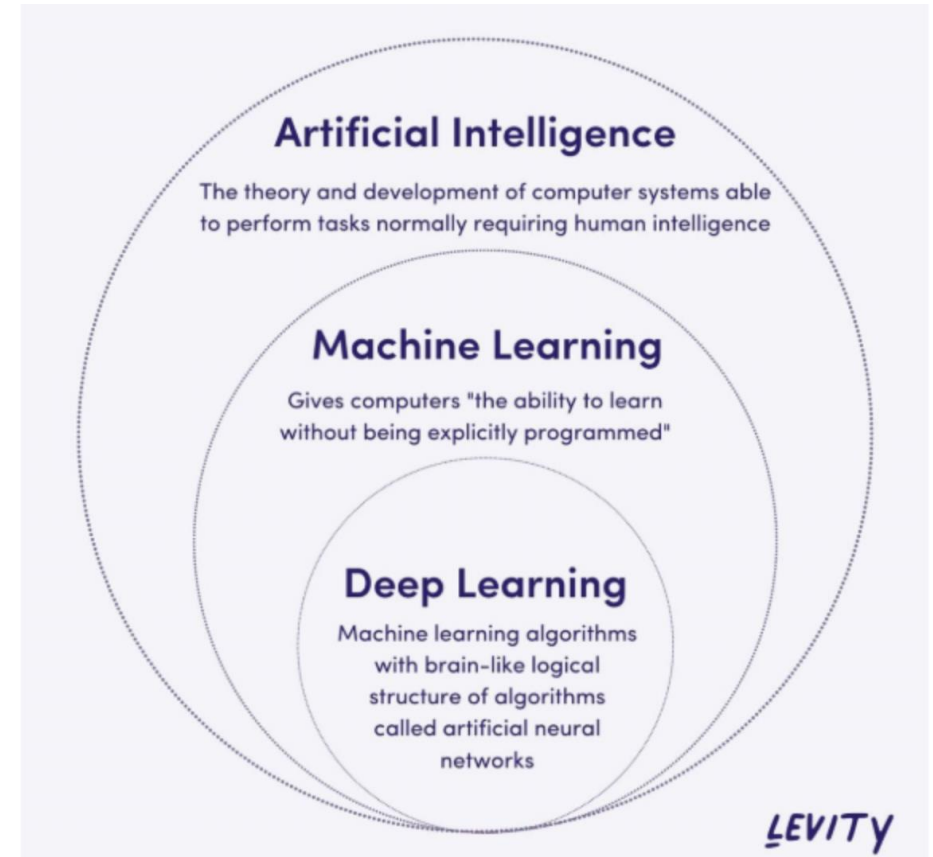 Artificial Intelligence
The theory and development of computer systems able
to perform tasks normally requiring human intelligence
Machine Learning
Gives computers "the ability to learn
without being explicitly programmed"
Deep Learning
Machine learning algorithms
with brain-like logical
structure of algorithms
called artificial neural
networks
LEVITY